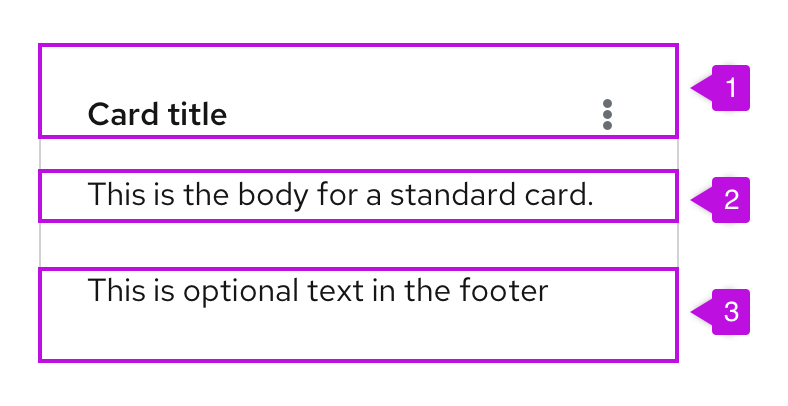 Card title
1
This is the body for a standard card.
2
This is optional text in the footer
3